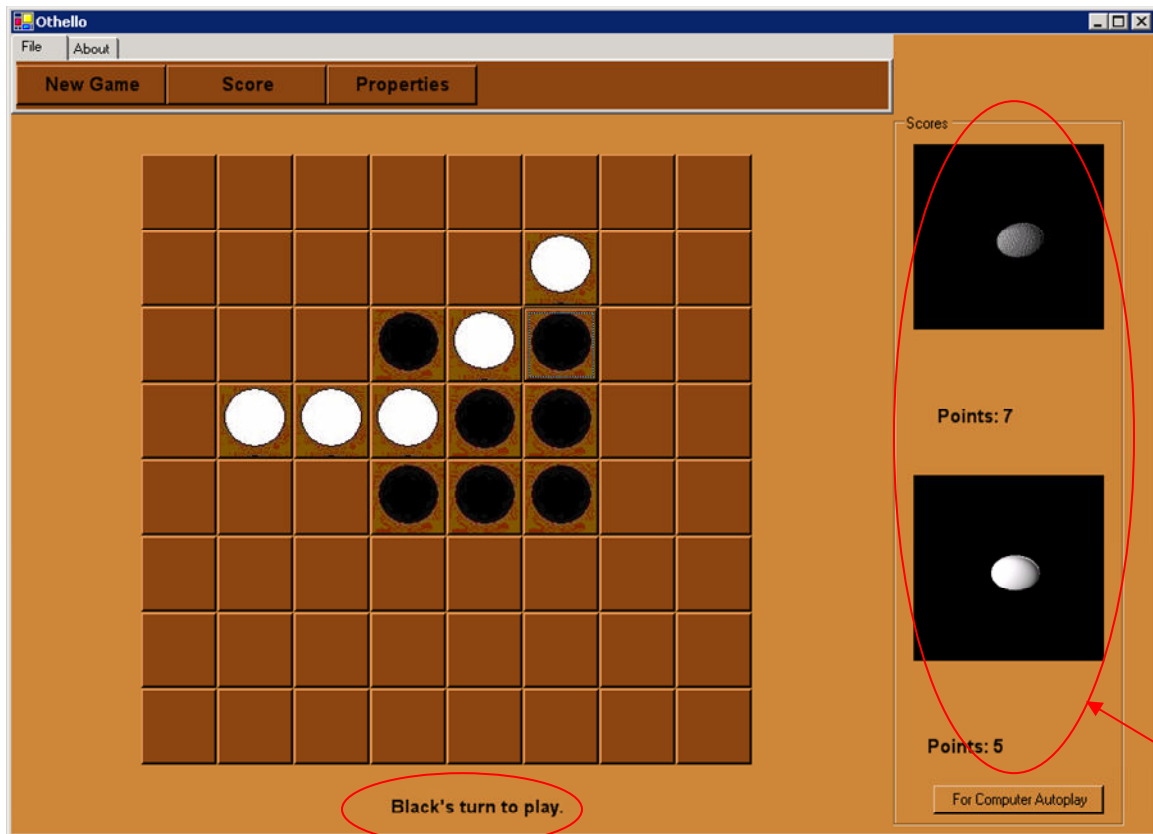 Othello
File About
New Game Score Properties
Scores
Points: 7
Points: 5
For Computer Autoplay
Black's turn to play.